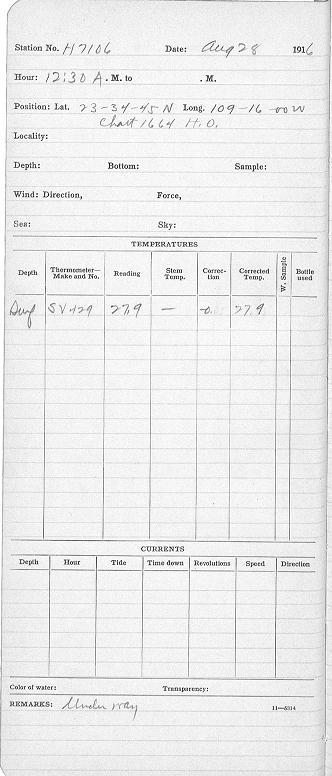 Station No. H7106 Date: Aug 28 1916
Hour: 12:30 A. M. to . M.
Position: Lat. 23-34-45 N Long. 109-16-00 W
Chart 1664 H.O.
Locality:
Depth: Bottom: Sample:
Wind: Direction, Force,
Sea: Sky:
TEMPERATURES
Depth Thermometer—Make and No. Reading Stem Temp. Correction Corrected Temp. W. Sample Bottle used
Surf SV429 27.9 — -0. 27.9
CURRENTS
Depth Hour Tide Time down Revolutions Speed Direction
Color of water: Transparency:
REMARKS: Under way 11—5314